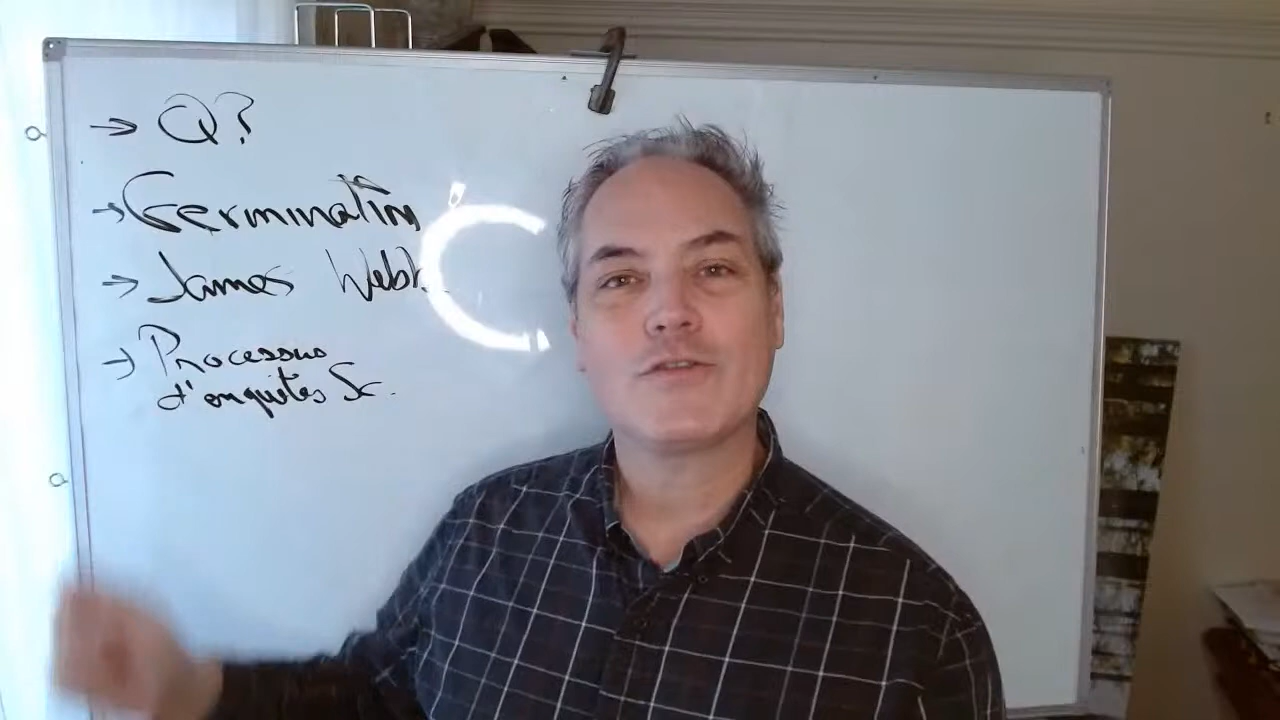 → Q?
→ Germination
→ James Webb
→ Processus
d'enquêtes Sc.